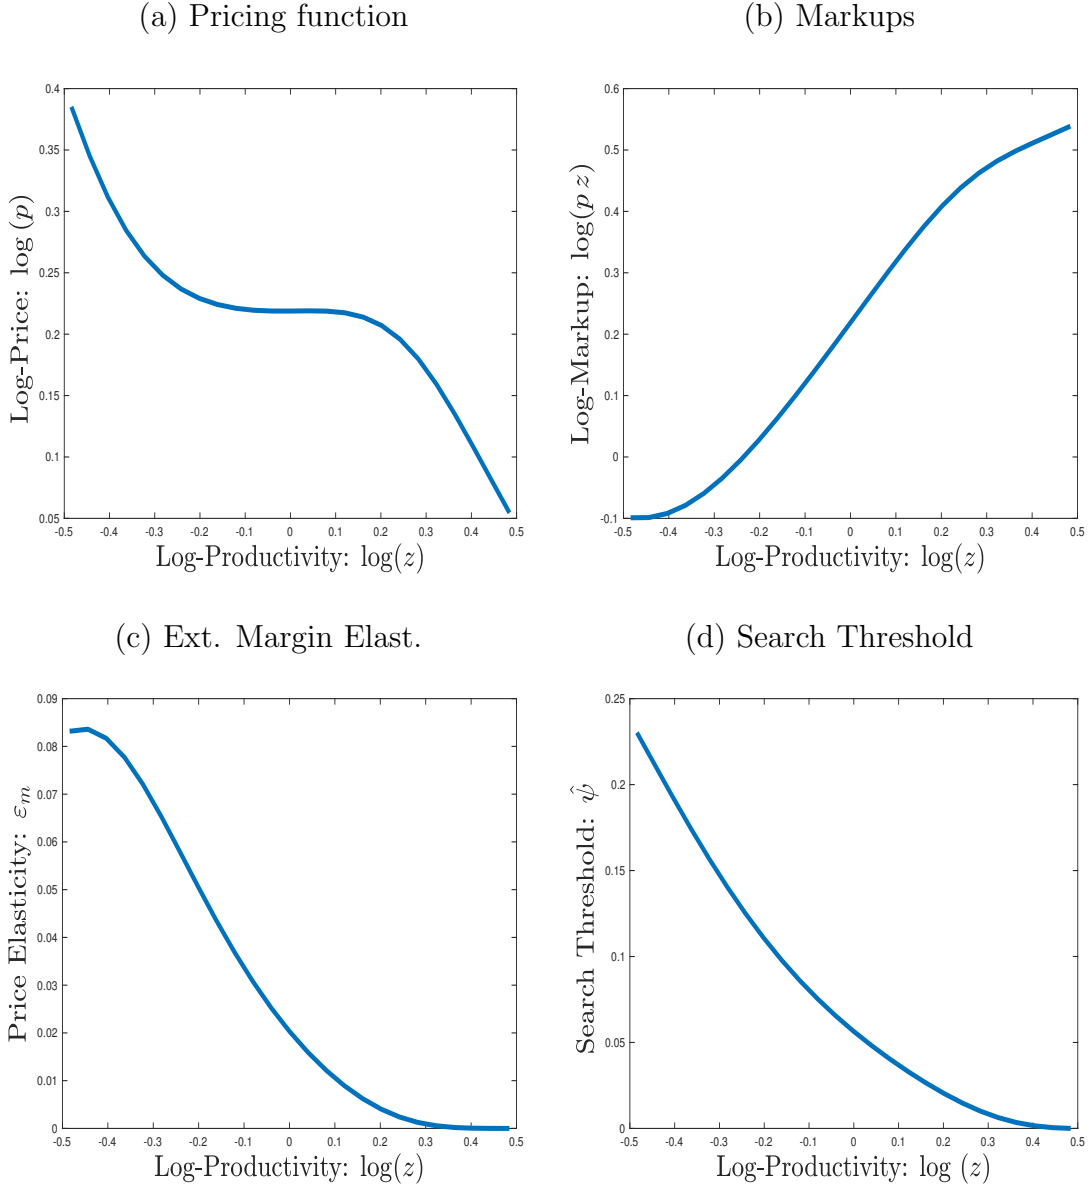 (a) Pricing function
Log-Price: log (p)
0.4
0.35
0.3
0.25
0.2
0.15
0.1
0.05
-0.5 -0.4 -0.3 -0.2 -0.1 0 0.1 0.2 0.3 0.4 0.5
Log-Productivity: log(z)
(b) Markups
Log-Markup: log(p z)
0.6
0.5
0.4
0.3
0.2
0.1
0
-0.1
-0.5 -0.4 -0.3 -0.2 -0.1 0 0.1 0.2 0.3 0.4 0.5
Log-Productivity: log(z)
(c) Ext. Margin Elast.
Price Elasticity: εm
0.09
0.08
0.07
0.06
0.05
0.04
0.03
0.02
0.01
0
-0.5 -0.4 -0.3 -0.2 -0.1 0 0.1 0.2 0.3 0.4 0.5
Log-Productivity: log(z)
(d) Search Threshold
Search Threshold: ψ̂
0.25
0.2
0.15
0.1
0.05
0
-0.5 -0.4 -0.3 -0.2 -0.1 0 0.1 0.2 0.3 0.4 0.5
Log-Productivity: log (z)